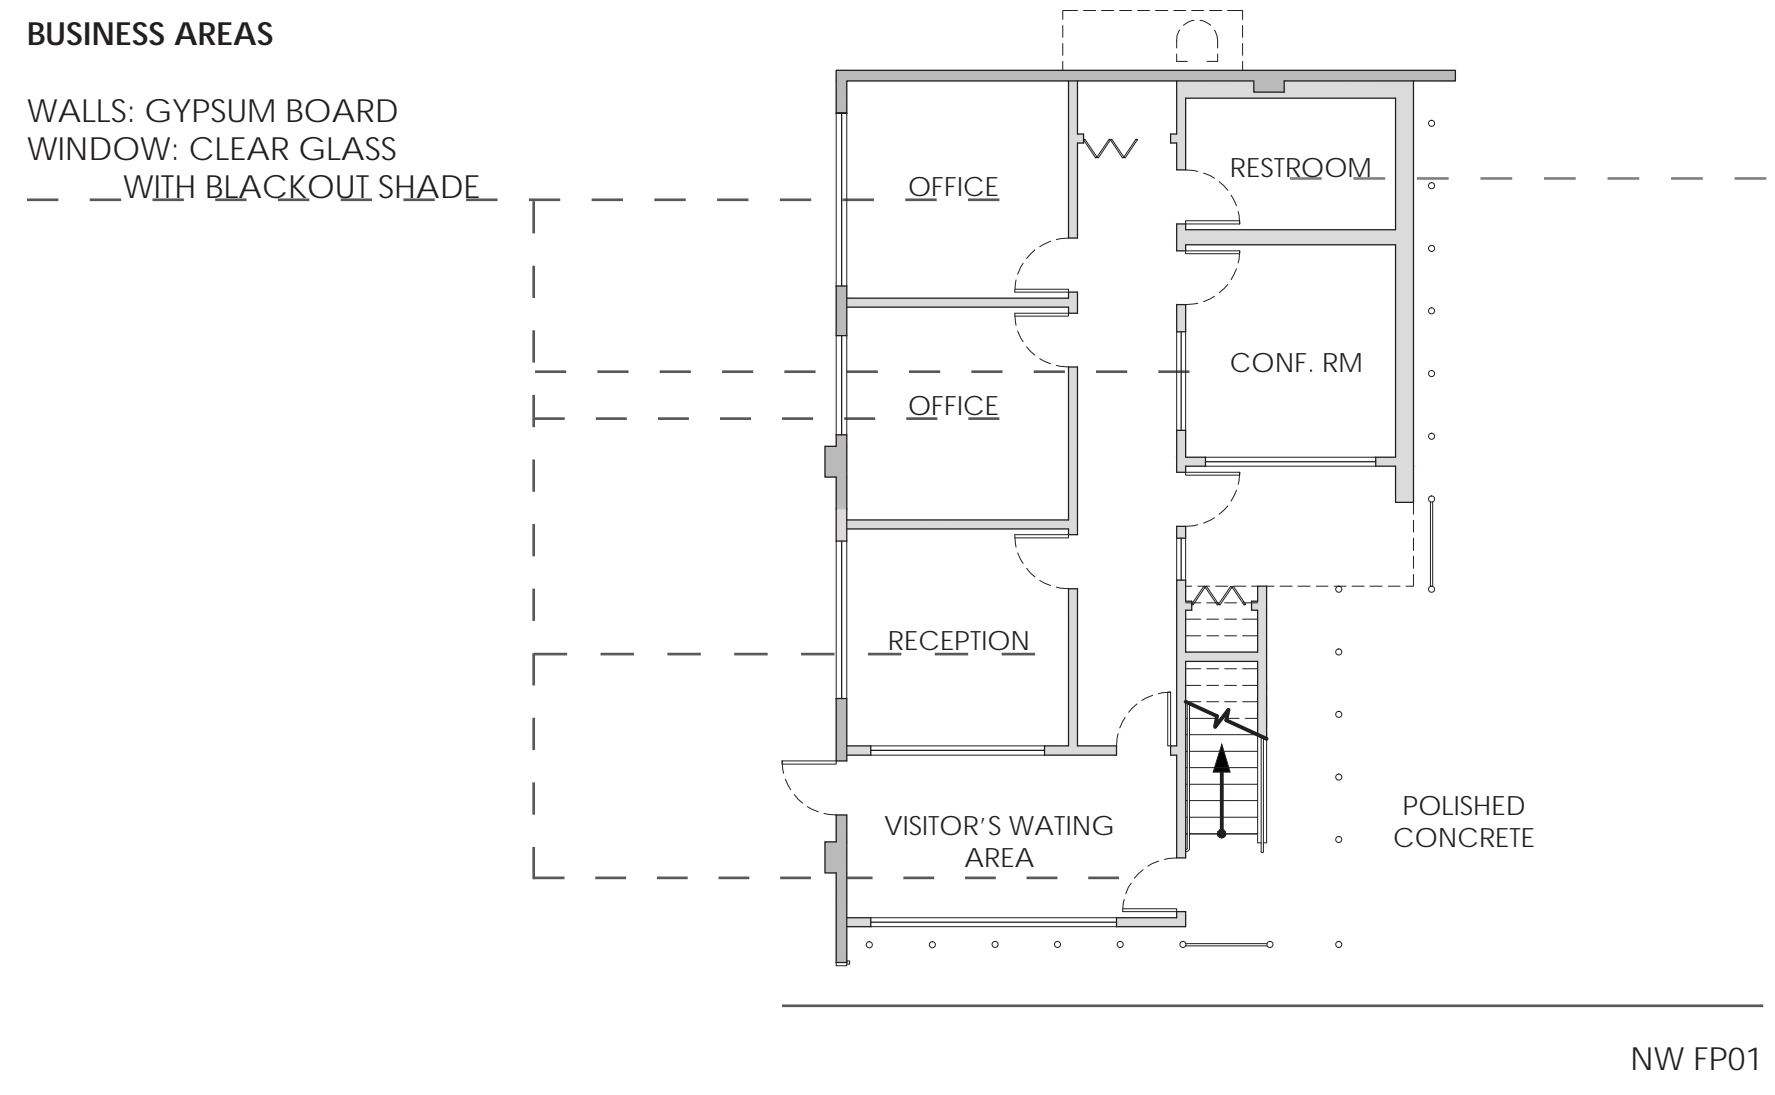 BUSINESS AREAS
WALLS: GYPSUM BOARD
WINDOW: CLEAR GLASS
WITH BLACKOUT SHADE
OFFICE
RESTROOM
CONF. RM
OFFICE
RECEPTION
VISITOR'S WATING
AREA
POLISHED
CONCRETE
NW FP01